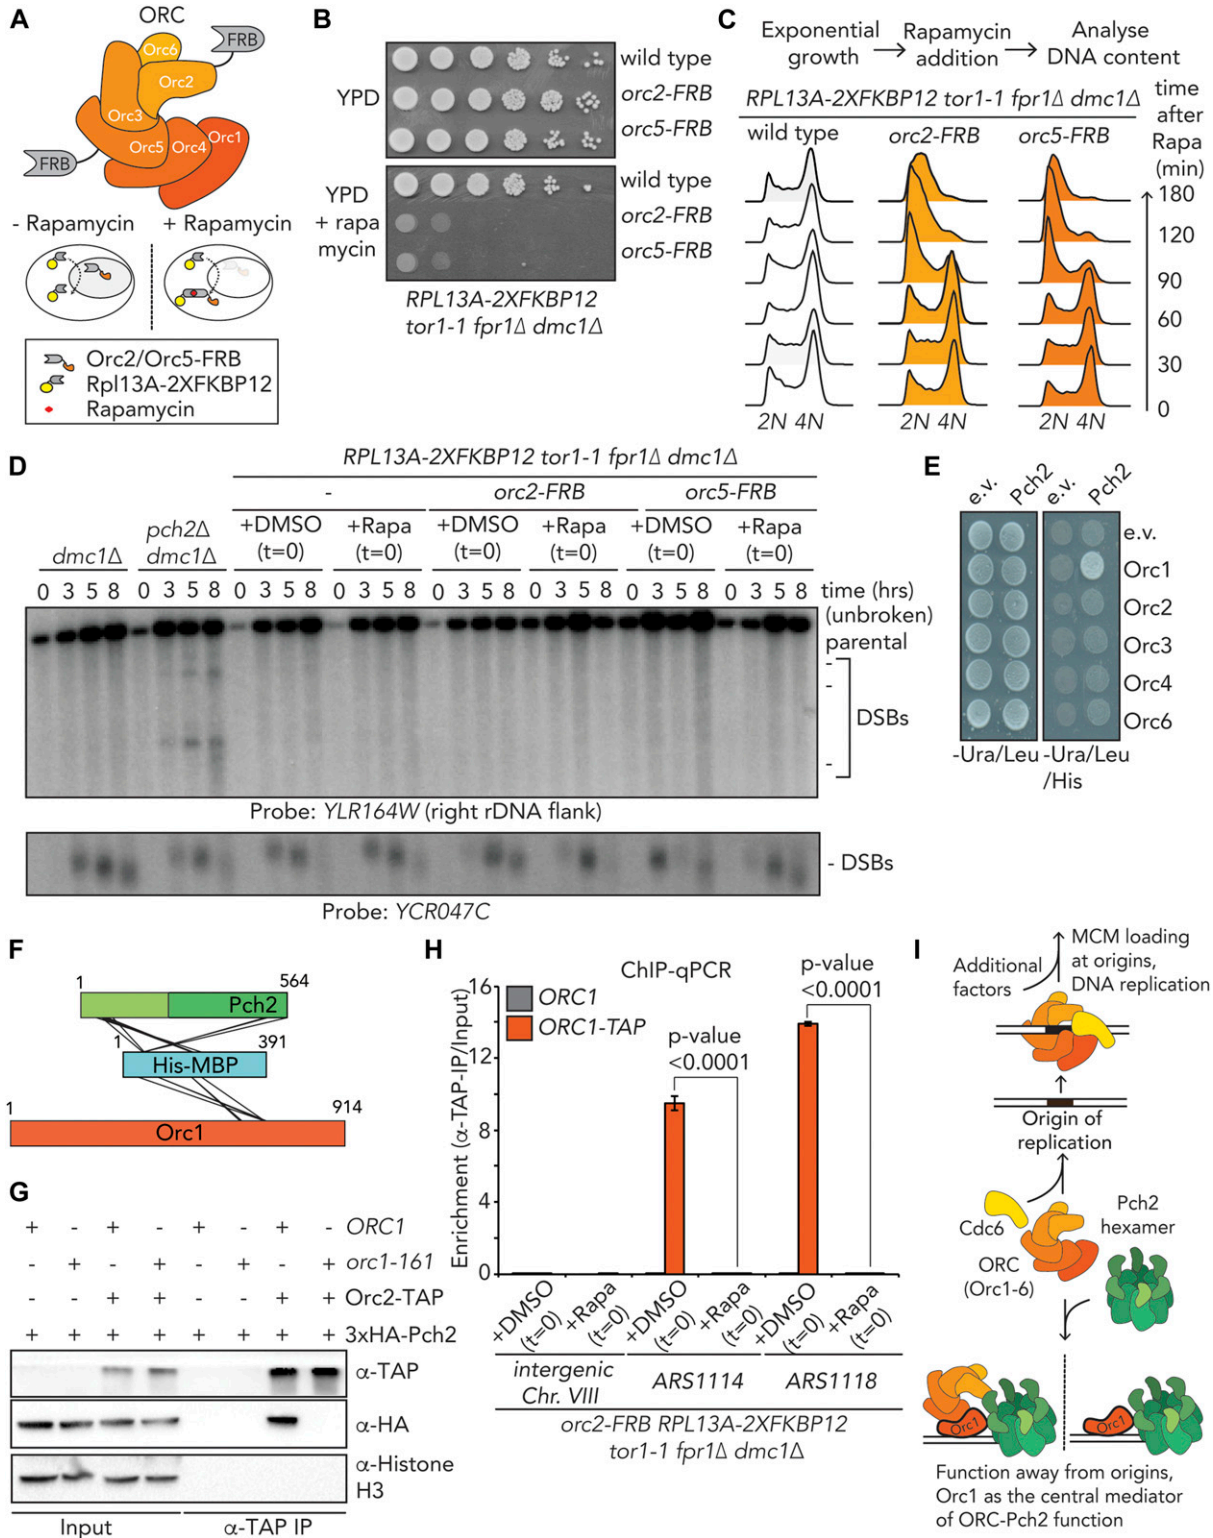 A
ORC
Orc6
FRB
Orc2
Orc3
Orc1
Orc4
Orc5
FRB
- Rapamycin
+ Rapamycin
Orc2/Orc5-FRB
Rpl13A-2XFKBP12
Rapamycin
B
YPD
wild type
orc2-FRB
orc5-FRB
YPD
+ rapa
mycin
wild type
orc2-FRB
orc5-FRB
RPL13A-2XFKBP12
tor1-1 fpr1Δ dmc1Δ
C
Exponential
growth
Rapamycin
addition
Analyse
DNA content
RPL13A-2XFKBP12 tor1-1 fpr1Δ dmc1Δ
time
after
Rapa
(min)
wild type
orc2-FRB
orc5-FRB
180
120
90
60
30
0
2N 4N
2N 4N
2N 4N
D
RPL13A-2XFKBP12 tor1-1 fpr1Δ dmc1Δ
-
orc2-FRB
orc5-FRB
dmc1Δ
pch2Δ
dmc1Δ
+DMSO
(t=0)
+Rapa
(t=0)
+DMSO
(t=0)
+Rapa
(t=0)
+DMSO
(t=0)
+Rapa
(t=0)
0 3 5 8 0 3 5 8 0 3 5 8 0 3 5 8 0 3 5 8 0 3 5 8 0 3 5 8 0 3 5 8
time (hrs)
(unbroken)
parental
-
-
-
DSBs
Probe: YLR164W (right rDNA flank)
- DSBs
Probe: YCR047C
E
e.v.
Pch2
e.v.
Pch2
e.v.
Orc1
Orc2
Orc3
Orc4
Orc6
-Ura/Leu
-Ura/Leu
/His
F
1
564
Pch2
1
391
His-MBP
1
914
Orc1
G
+ - + - + - + - ORC1
- + - + - + - + orc1-161
- - + + - - + + Orc2-TAP
+ + + + + + + + 3xHA-Pch2
α-TAP
α-HA
α-Histone
H3
Input
α-TAP IP
H
ChIP-qPCR
Enrichment (α-TAP-IP/Input)
16
12
8
4
0
ORC1
ORC1-TAP
p-value
<0.0001
p-value
<0.0001
+DMSO
(t=0)
+Rapa
(t=0)
+DMSO
(t=0)
+Rapa
(t=0)
+DMSO
(t=0)
+Rapa
(t=0)
intergenic
Chr. VIII
ARS1114
ARS1118
orc2-FRB RPL13A-2XFKBP12
tor1-1 fpr1Δ dmc1Δ
I
Additional
factors
MCM loading
at origins,
DNA replication
Origin of
replication
Cdc6
ORC
(Orc1-6)
Pch2
hexamer
Orc1
Orc1
Function away from origins,
Orc1 as the central mediator
of ORC-Pch2 function